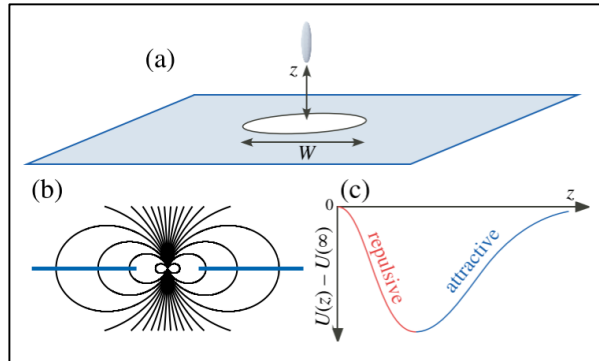 (a)
z
W
(b)
(c)
z
0
U(z) – U(∞)
repulsive
attractive